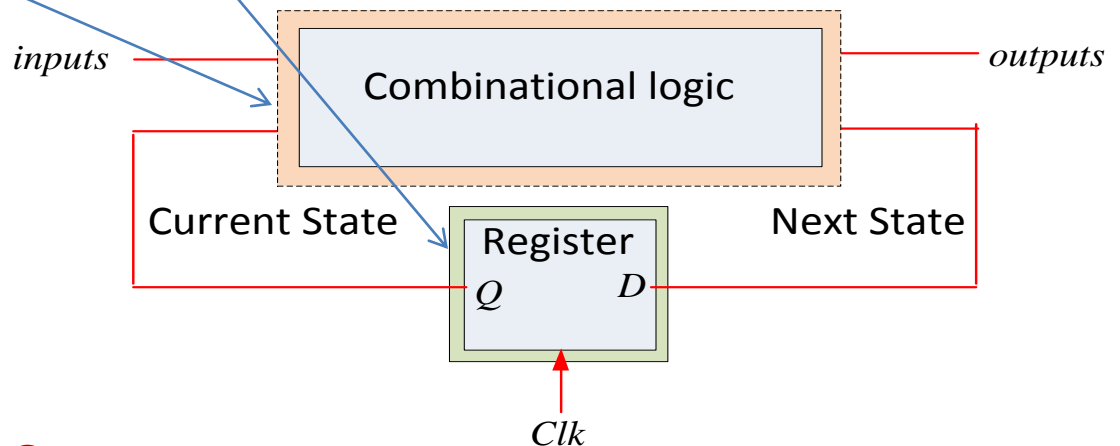 inputs
outputs
Combinational logic
Current State
Next State
Register
Q
D
Clk